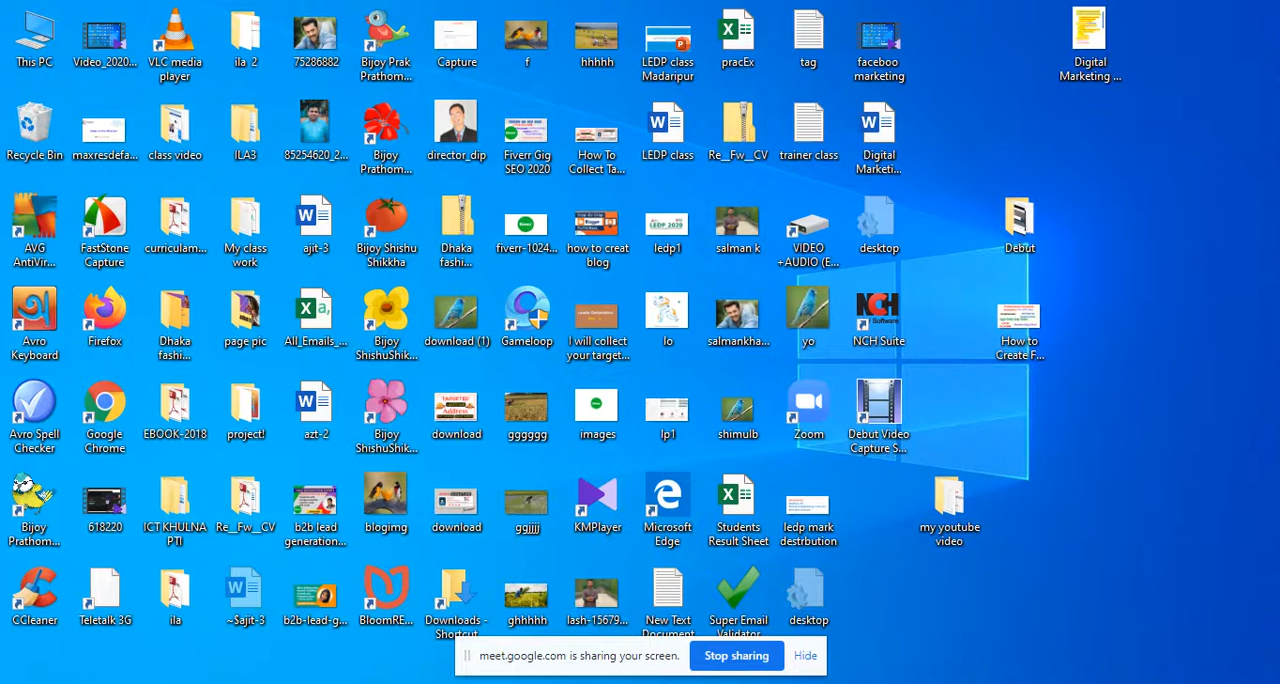 This PC
Video_2020...
VLC media
player
ila 2
75286882
Bijoy Prak
Prathom...
Capture
f
hhhhh
LEDP class
Madaripur
pracEx
tag
faceboo
marketing
Digital
Marketing ...
Recycle Bin
maxresdefa...
class video
ILA3
85254620_2...
Bijoy
Prathom...
director_dip
Fiverr Gig
SEO 2020
How To
Collect Ta...
LEDP class
Re__Fw__CV
trainer class
Digital
Marketi...
AVG
AntiVir...
FastStone
Capture
curriculam...
My class
work
ajit-3
Bijoy Shishu
Shikkha
Dhaka
fashi...
fiverr-1024...
how to creat
blog
ledp1
salman k
VIDEO
+AUDIO (E...
desktop
Debut
Avro
Keyboard
Firefox
Dhaka
fashi...
page pic
All_Emails_...
Bijoy
ShishuShik...
download (1)
Gameloop
I will collect
your target...
lo
salmankha...
yo
NCH Suite
How to
Create F...
Avro Spell
Checker
Google
Chrome
EBOOK-2018
project!
azt-2
Bijoy
ShishuShik...
download
gggggg
images
lp1
shimulb
Zoom
Debut Video
Capture S...
Bijoy
Prathom...
618220
ICT KHULNA
PTI
Re__Fw__CV
b2b lead
generation...
blogimg
download
ggjjjj
KMPlayer
Microsoft
Edge
Students
Result Sheet
ledp mark
destrbution
my youtube
video
CCleaner
Teletalk 3G
ila
~$ajit-3
b2b-lead-g...
BloomRE...
Downloads -
Shortcut
ghhhhh
lash-15679...
New Text
Document
Super Email
Validator
desktop
meet.google.com is sharing your screen.
Stop sharing
Hide